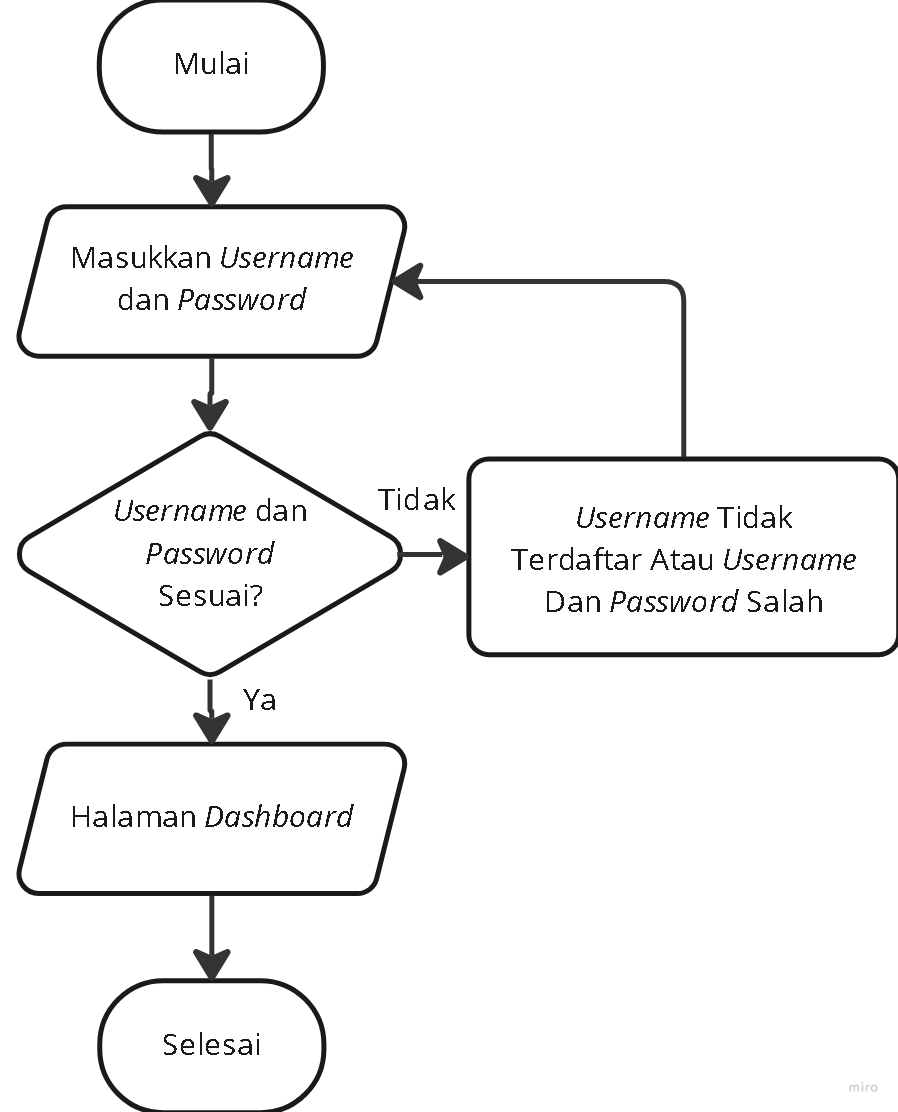 Mulai
Masukkan Username
dan Password
Username dan
Password
Sesuai?
Tidak
Username Tidak
Terdaftar Atau Username
Dan Password Salah
Ya
Halaman Dashboard
Selesai
miro